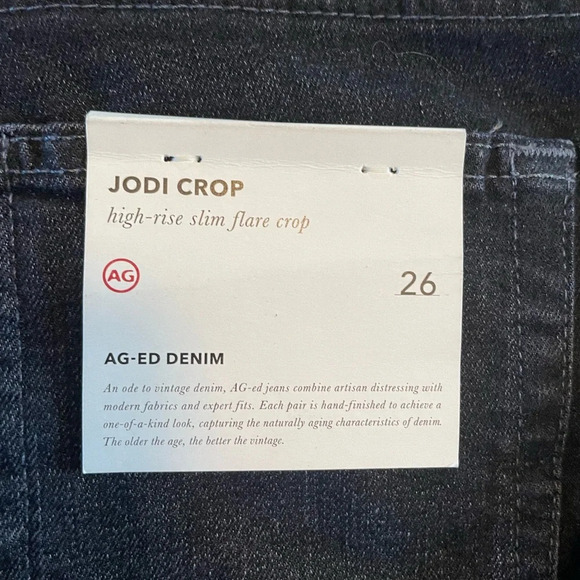 JODI CROP
high-rise slim flare crop
AG
26
AG-ED DENIM
An ode to vintage denim, AG-ed jeans combine artisan distressing with
modern fabrics and expert fits. Each pair is hand-finished to achieve a
one-of-a-kind look, capturing the naturally aging characteristics of denim.
The older the age, the better the vintage.